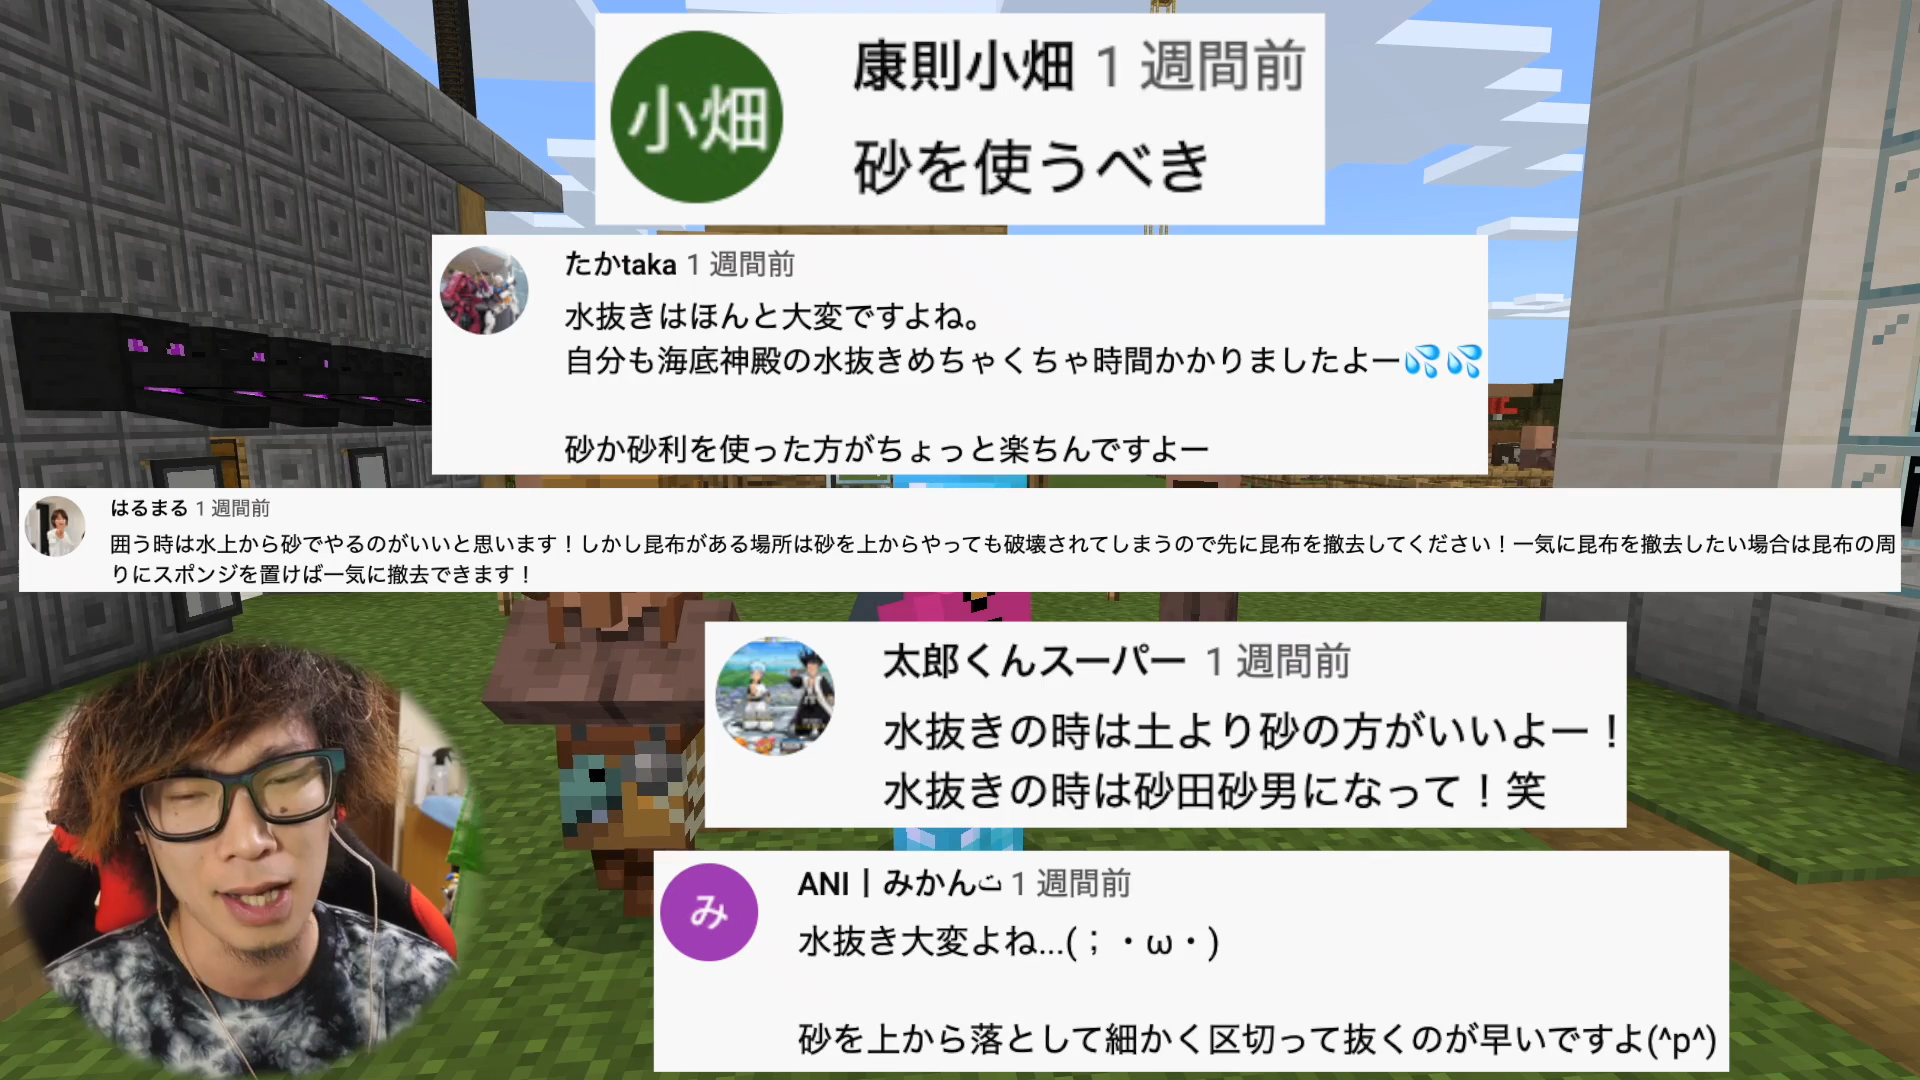 小畑
康則小畑 1 週間前
砂を使うべき
たかtaka 1 週間前
水抜きはほんと大変ですよね。
自分も海底神殿の水抜きめちゃくちゃ時間かかりましたよー💦💦
砂か砂利を使った方がちょっと楽ちんですよー
はるまる 1 週間前
囲う時は水上から砂でやるのがいいと思います！しかし昆布がある場所は砂を上からやっても破壊されてしまうので先に昆布を撤去してください！一気に昆布を撤去したい場合は昆布の周
りにスポンジを置けば一気に撤去できます！
太郎くんスーパー 1 週間前
水抜きの時は土より砂の方がいいよー！
水抜きの時は砂田砂男になって！笑
み
ANI｜みかんت 1 週間前
水抜き大変よね...(；・ω・)
砂を上から落として細かく区切って抜くのが早いですよ(^p^)